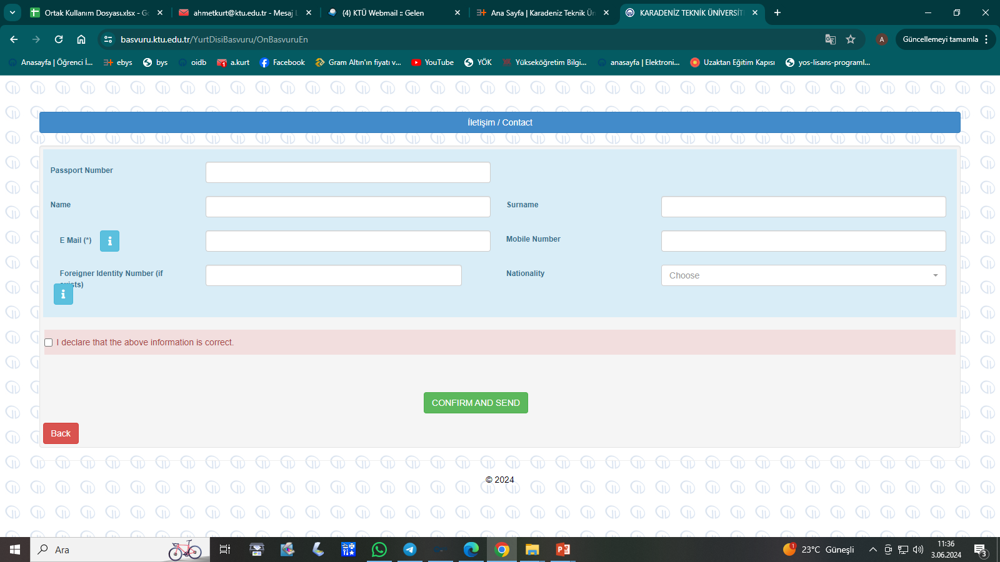 Ortak Kullanım Dosyası.xlsx - G
ahmetkurt@ktu.edu.tr - Mesaj
(4) KTÜ Webmail :: Gelen
Ana Sayfa | Karadeniz Teknik Ün
KARADENİZ TEKNİK ÜNİVERSİT
basvuru.ktu.edu.tr/YurtDisiBasvuru/OnBasvuruEn
A
Güncellemeyi tamamla
Anasayfa | Öğrenci İ...
ebys
bys
oidb
a.kurt
Facebook
Gram Altın'ın fiyatı v...
YouTube
YÖK
Yükseköğretim Bilgi...
anasayfa | Elektroni...
Uzaktan Eğitim Kapısı
yos-lisans-programl...
İletişim / Contact
Passport Number
Name
Surname
E Mail (*)
Mobile Number
Foreigner Identity Number (if
Nationality
Choose
I declare that the above information is correct.
CONFIRM AND SEND
Back
© 2024
Ara
1
23°C Güneşli
11:36
3.06.2024
3